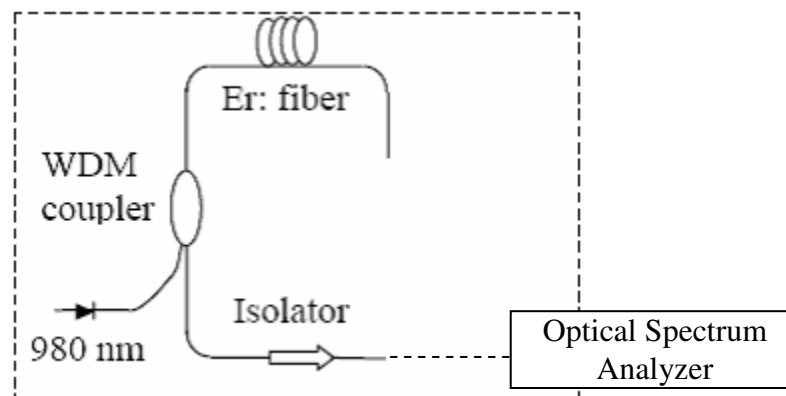 Er: fiber
WDM
coupler
Isolator
980 nm
Optical Spectrum
Analyzer